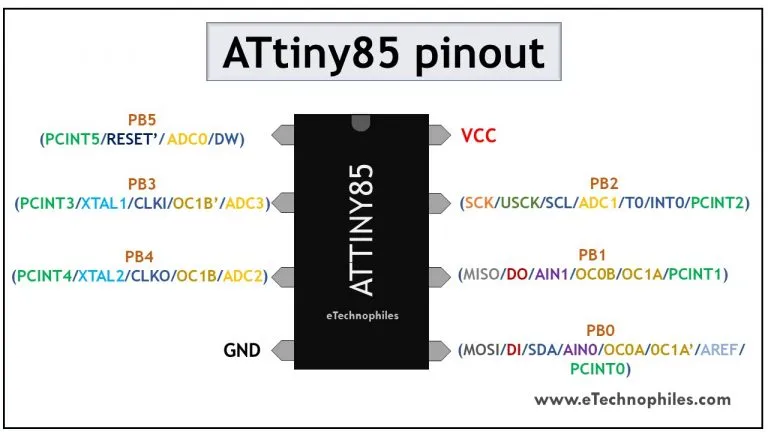 ATtiny85 pinout
PB5
(PCINT5/RESET’/ ADC0/DW)
VCC
PB3
(PCINT3/XTAL1/CLKI/OC1B’/ADC3)
PB2
(SCK/USCK/SCL/ADC1/T0/INT0/PCINT2)
PB4
(PCINT4/XTAL2/CLKO/OC1B/ADC2)
PB1
(MISO/DO/AIN1/OC0B/OC1A/PCINT1)
ATTINY85
eTechnophiles
GND
PB0
(MOSI/DI/SDA/AIN0/OC0A/OC1A’/AREF/
PCINT0)
www.eTechnophiles.com